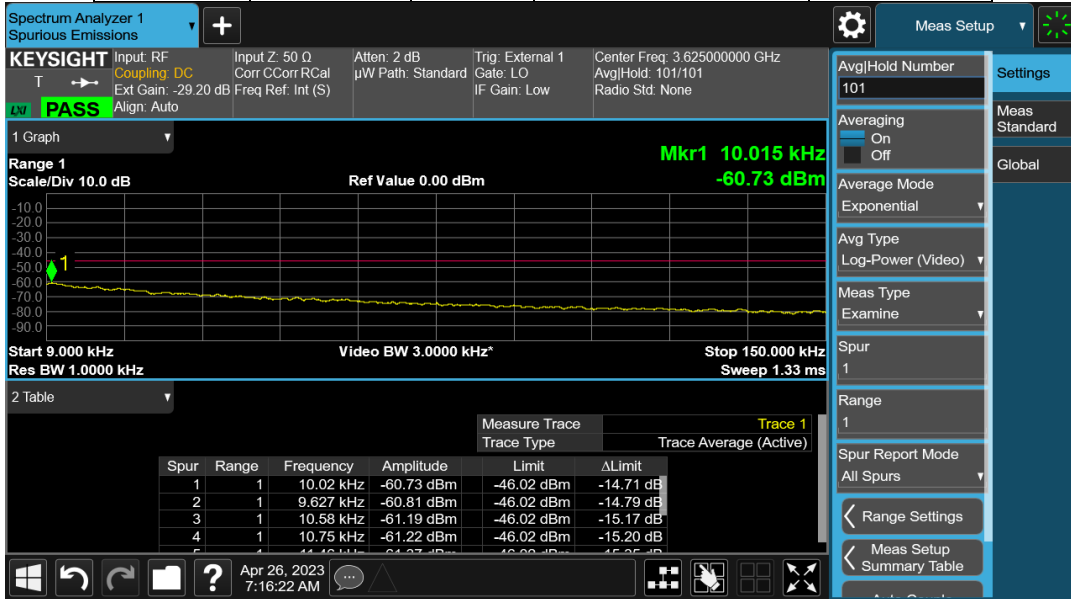 Spectrum Analyzer 1
Spurious Emissions
Meas Setup
KEYSIGHT
T
LXI
PASS
Input: RF
Coupling: DC
Ext Gain: -29.20 dB
Align: Auto
Input Z: 50 Ω
Corr CCorr RCal
Freq Ref: Int (S)
Atten: 2 dB
µW Path: Standard
Trig: External 1
Gate: LO
IF Gain: Low
Center Freq: 3.625000000 GHz
Avg|Hold: 101/101
Radio Std: None
1 Graph
Range 1
Scale/Div 10.0 dB
Ref Value 0.00 dBm
Mkr1 10.015 kHz
-60.73 dBm
-10.0
-20.0
-30.0
-40.0
-50.0
-60.0
-70.0
-80.0
-90.0
1
Start 9.000 kHz
Video BW 3.0000 kHz*
Stop 150.000 kHz
Res BW 1.0000 kHz
Sweep 1.33 ms
2 Table
Measure Trace Trace 1
Trace Type Trace Average (Active)
Spur Range Frequency Amplitude Limit ΔLimit
1 1 10.02 kHz -60.73 dBm -46.02 dBm -14.71 dB
2 1 9.627 kHz -60.81 dBm -46.02 dBm -14.79 dB
3 1 10.58 kHz -61.19 dBm -46.02 dBm -15.17 dB
4 1 10.75 kHz -61.22 dBm -46.02 dBm -15.20 dB
Apr 26, 2023
7:16:22 AM
Avg|Hold Number
101
Averaging
On
Off
Average Mode
Exponential
Avg Type
Log-Power (Video)
Meas Type
Examine
Spur
1
Range
1
Spur Report Mode
All Spurs
Range Settings
Meas Setup
Summary Table
Settings
Meas
Standard
Global